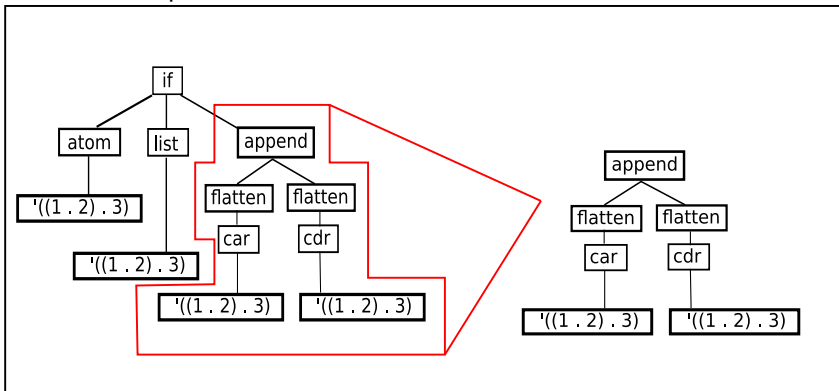 if
atom
list
append
'((1 . 2) . 3)
flatten
flatten
car
cdr
'((1 . 2) . 3)
'((1 . 2) . 3)
'((1 . 2) . 3)
append
flatten
flatten
car
cdr
'((1 . 2) . 3)
'((1 . 2) . 3)